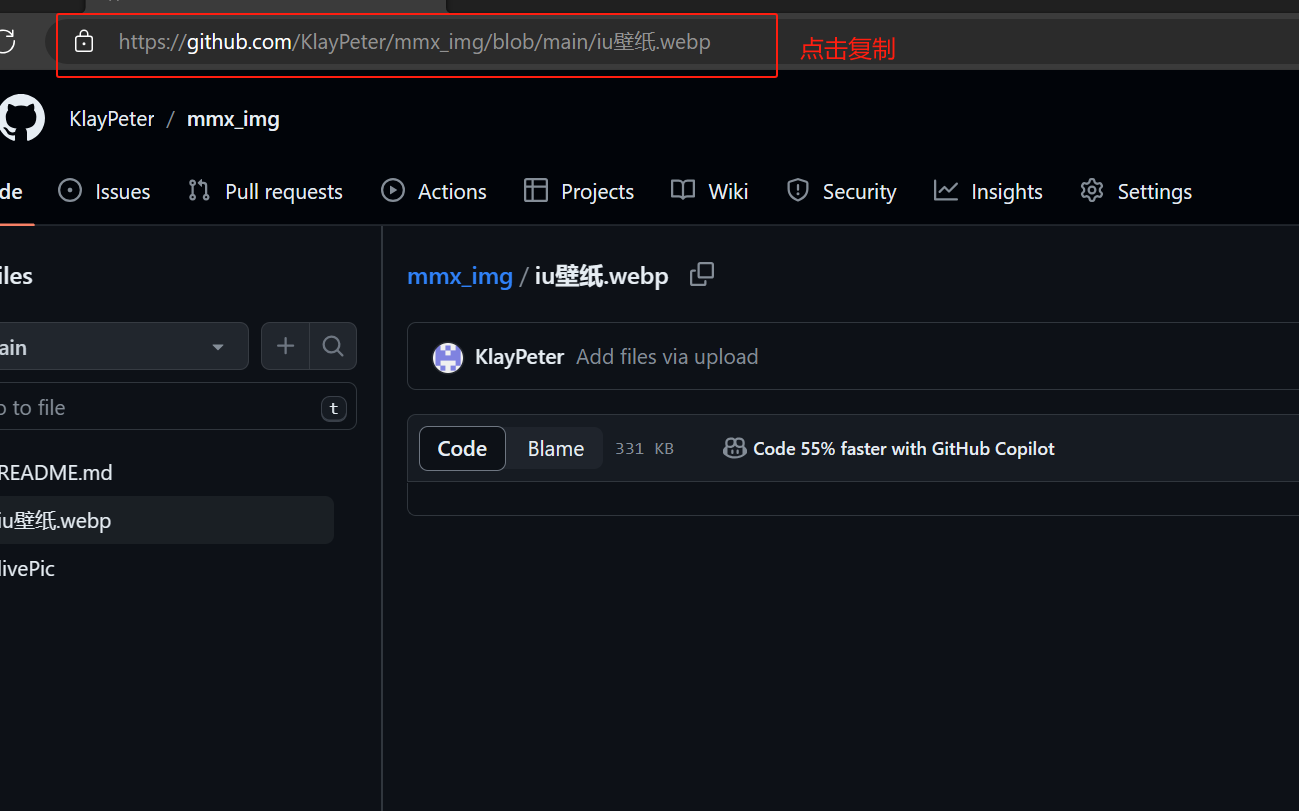 https://github.com/KlayPeter/mmx_img/blob/main/iu壁纸.webp
点击复制
KlayPeter / mmx_img
de Issues Pull requests Actions Projects Wiki Security Insights Settings
iles
mmx_img / iu壁纸.webp
ain
KlayPeter Add files via upload
o to file t
Code Blame 331 KB Code 55% faster with GitHub Copilot
README.md
iu壁纸.webp
livePic